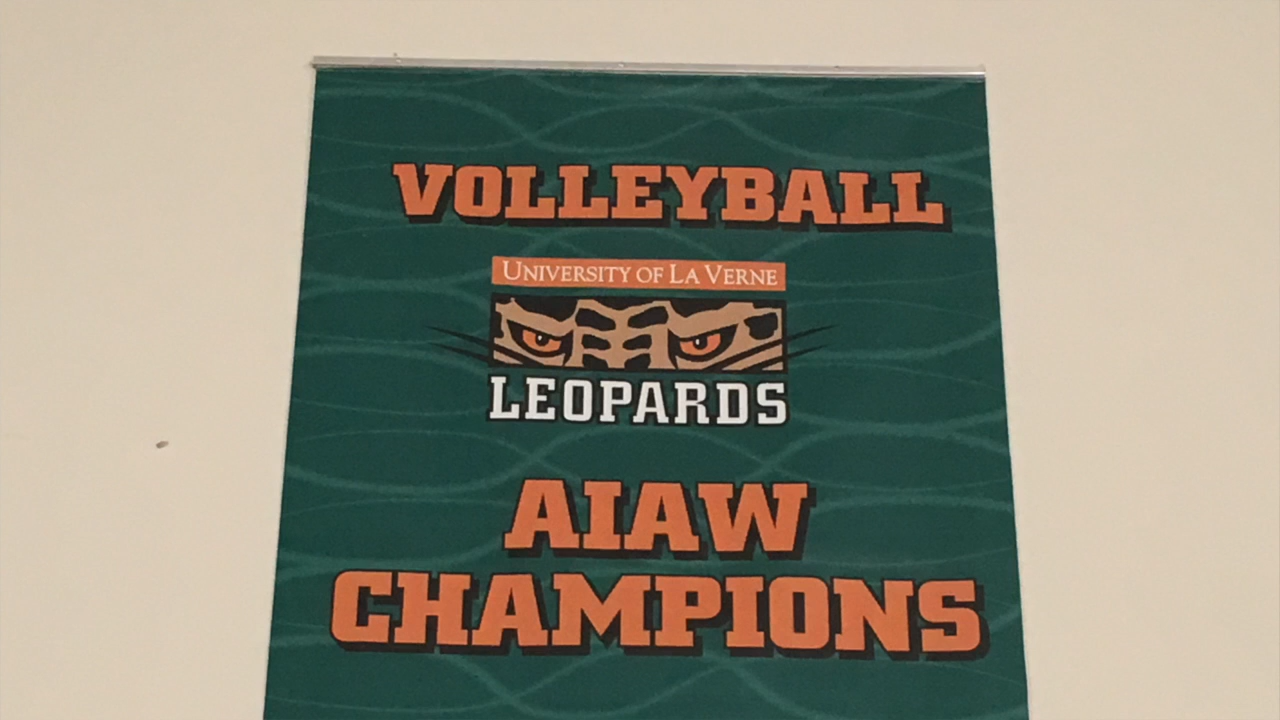 VOLLEYBALL
UNIVERSITY OF LA VERNE
LEOPARDS
AIAW
CHAMPIONS